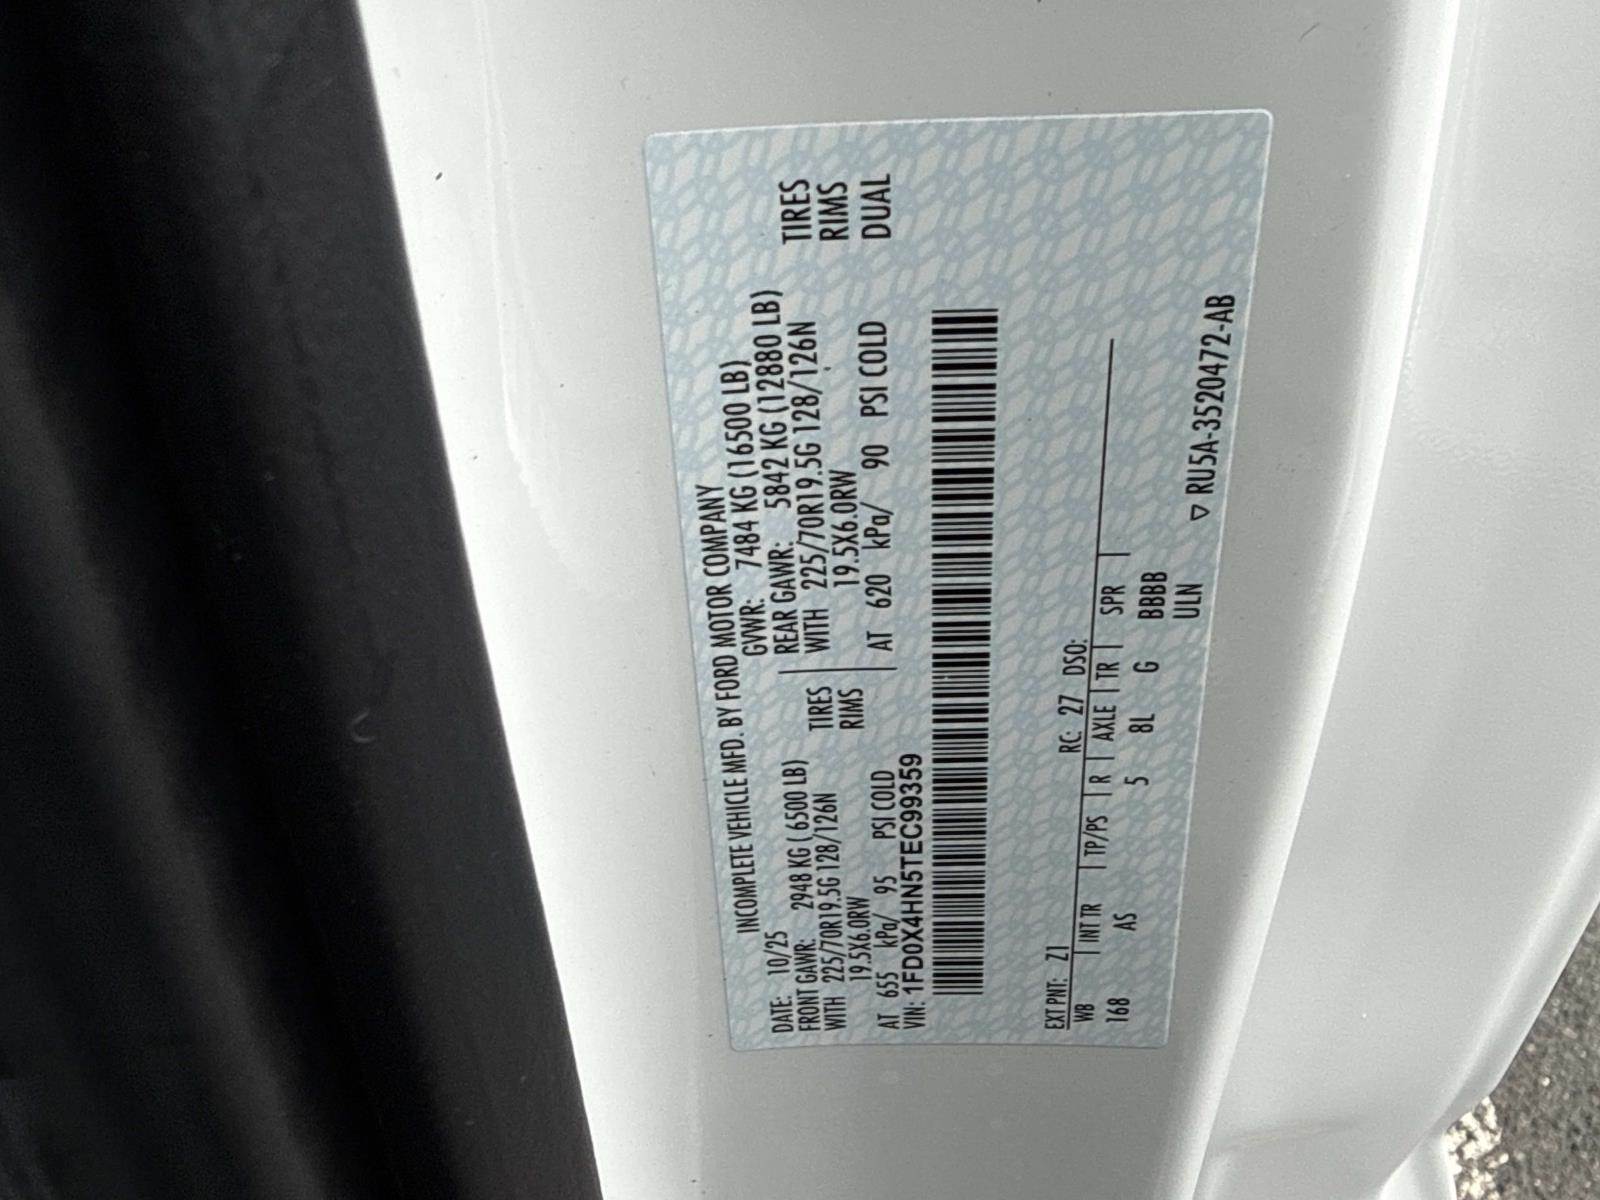 INCOMPLETE VEHICLE MFD. BY FORD MOTOR COMPANY
DATE: 10/25 GVWR: 7484 KG (16500 LB)
FRONT GAWR: 2948 KG ( 6500 LB) REAR GAWR: 5842 KG (12880 LB)
WITH 225/70R19.5G 128/126N TIRES WITH 225/70R19.5G 128/126N TIRES
19.5X6.0RW RIMS 19.5X6.0RW RIMS
AT 655 kPa/ 95 PSI COLD AT 620 kPa/ 90 PSI COLD DUAL
VIN: 1FD0X4HN5TEC99359
EXT PNT: Z1 RC: 27 DSO:
WB | INT TR | TP/PS | R | AXLE | TR | SPR |
168 AS 5 8L G BBBB
ULN
▽ RU5A-3520472-AB